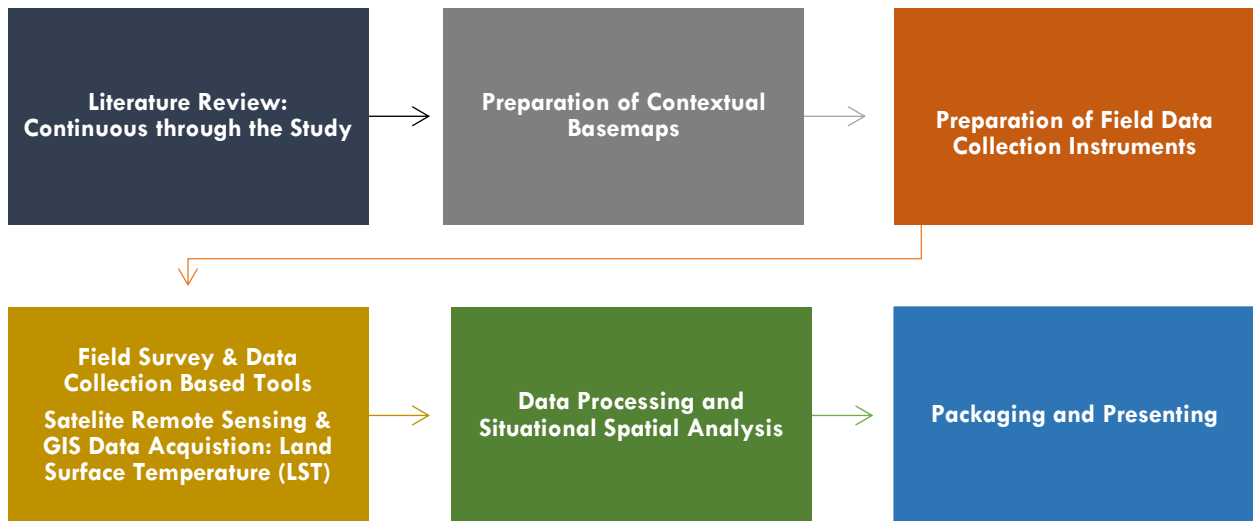 Literature Review:
Continuous through the Study
Preparation of Contextual
Basemaps
Preparation of Field Data
Collection Instruments
Field Survey & Data
Collection Based Tools
Satelite Remote Sensing &
GIS Data Acquistion: Land
Surface Temperature (LST)
Data Processing and
Situational Spatial Analysis
Packaging and Presenting